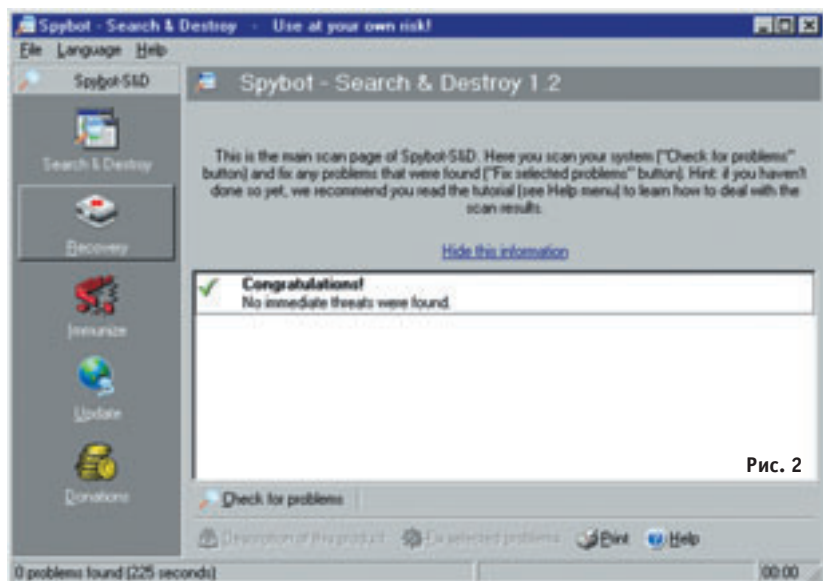 Spybot - Search & Destroy - Use at your own risk!
File Language Help
Spybot-S&D
Spybot - Search & Destroy 1.2
Search & Destroy
Recovery
Immunize
Update
Donations
This is the main scan page of Spybot-S&D. Here you scan your system ("Check for problems"
button) and fix any problems that were found ("Fix selected problems" button). Hint: if you haven't
done so yet, we recommend you read the tutorial (see Help menu) to learn how to deal with the
scan results.
Hide this information
Congratulations!
No immediate threats were found.
Рис. 2
Check for problems
Description of this product Fix selected problems Print Help
0 problems found (225 seconds) 00:00